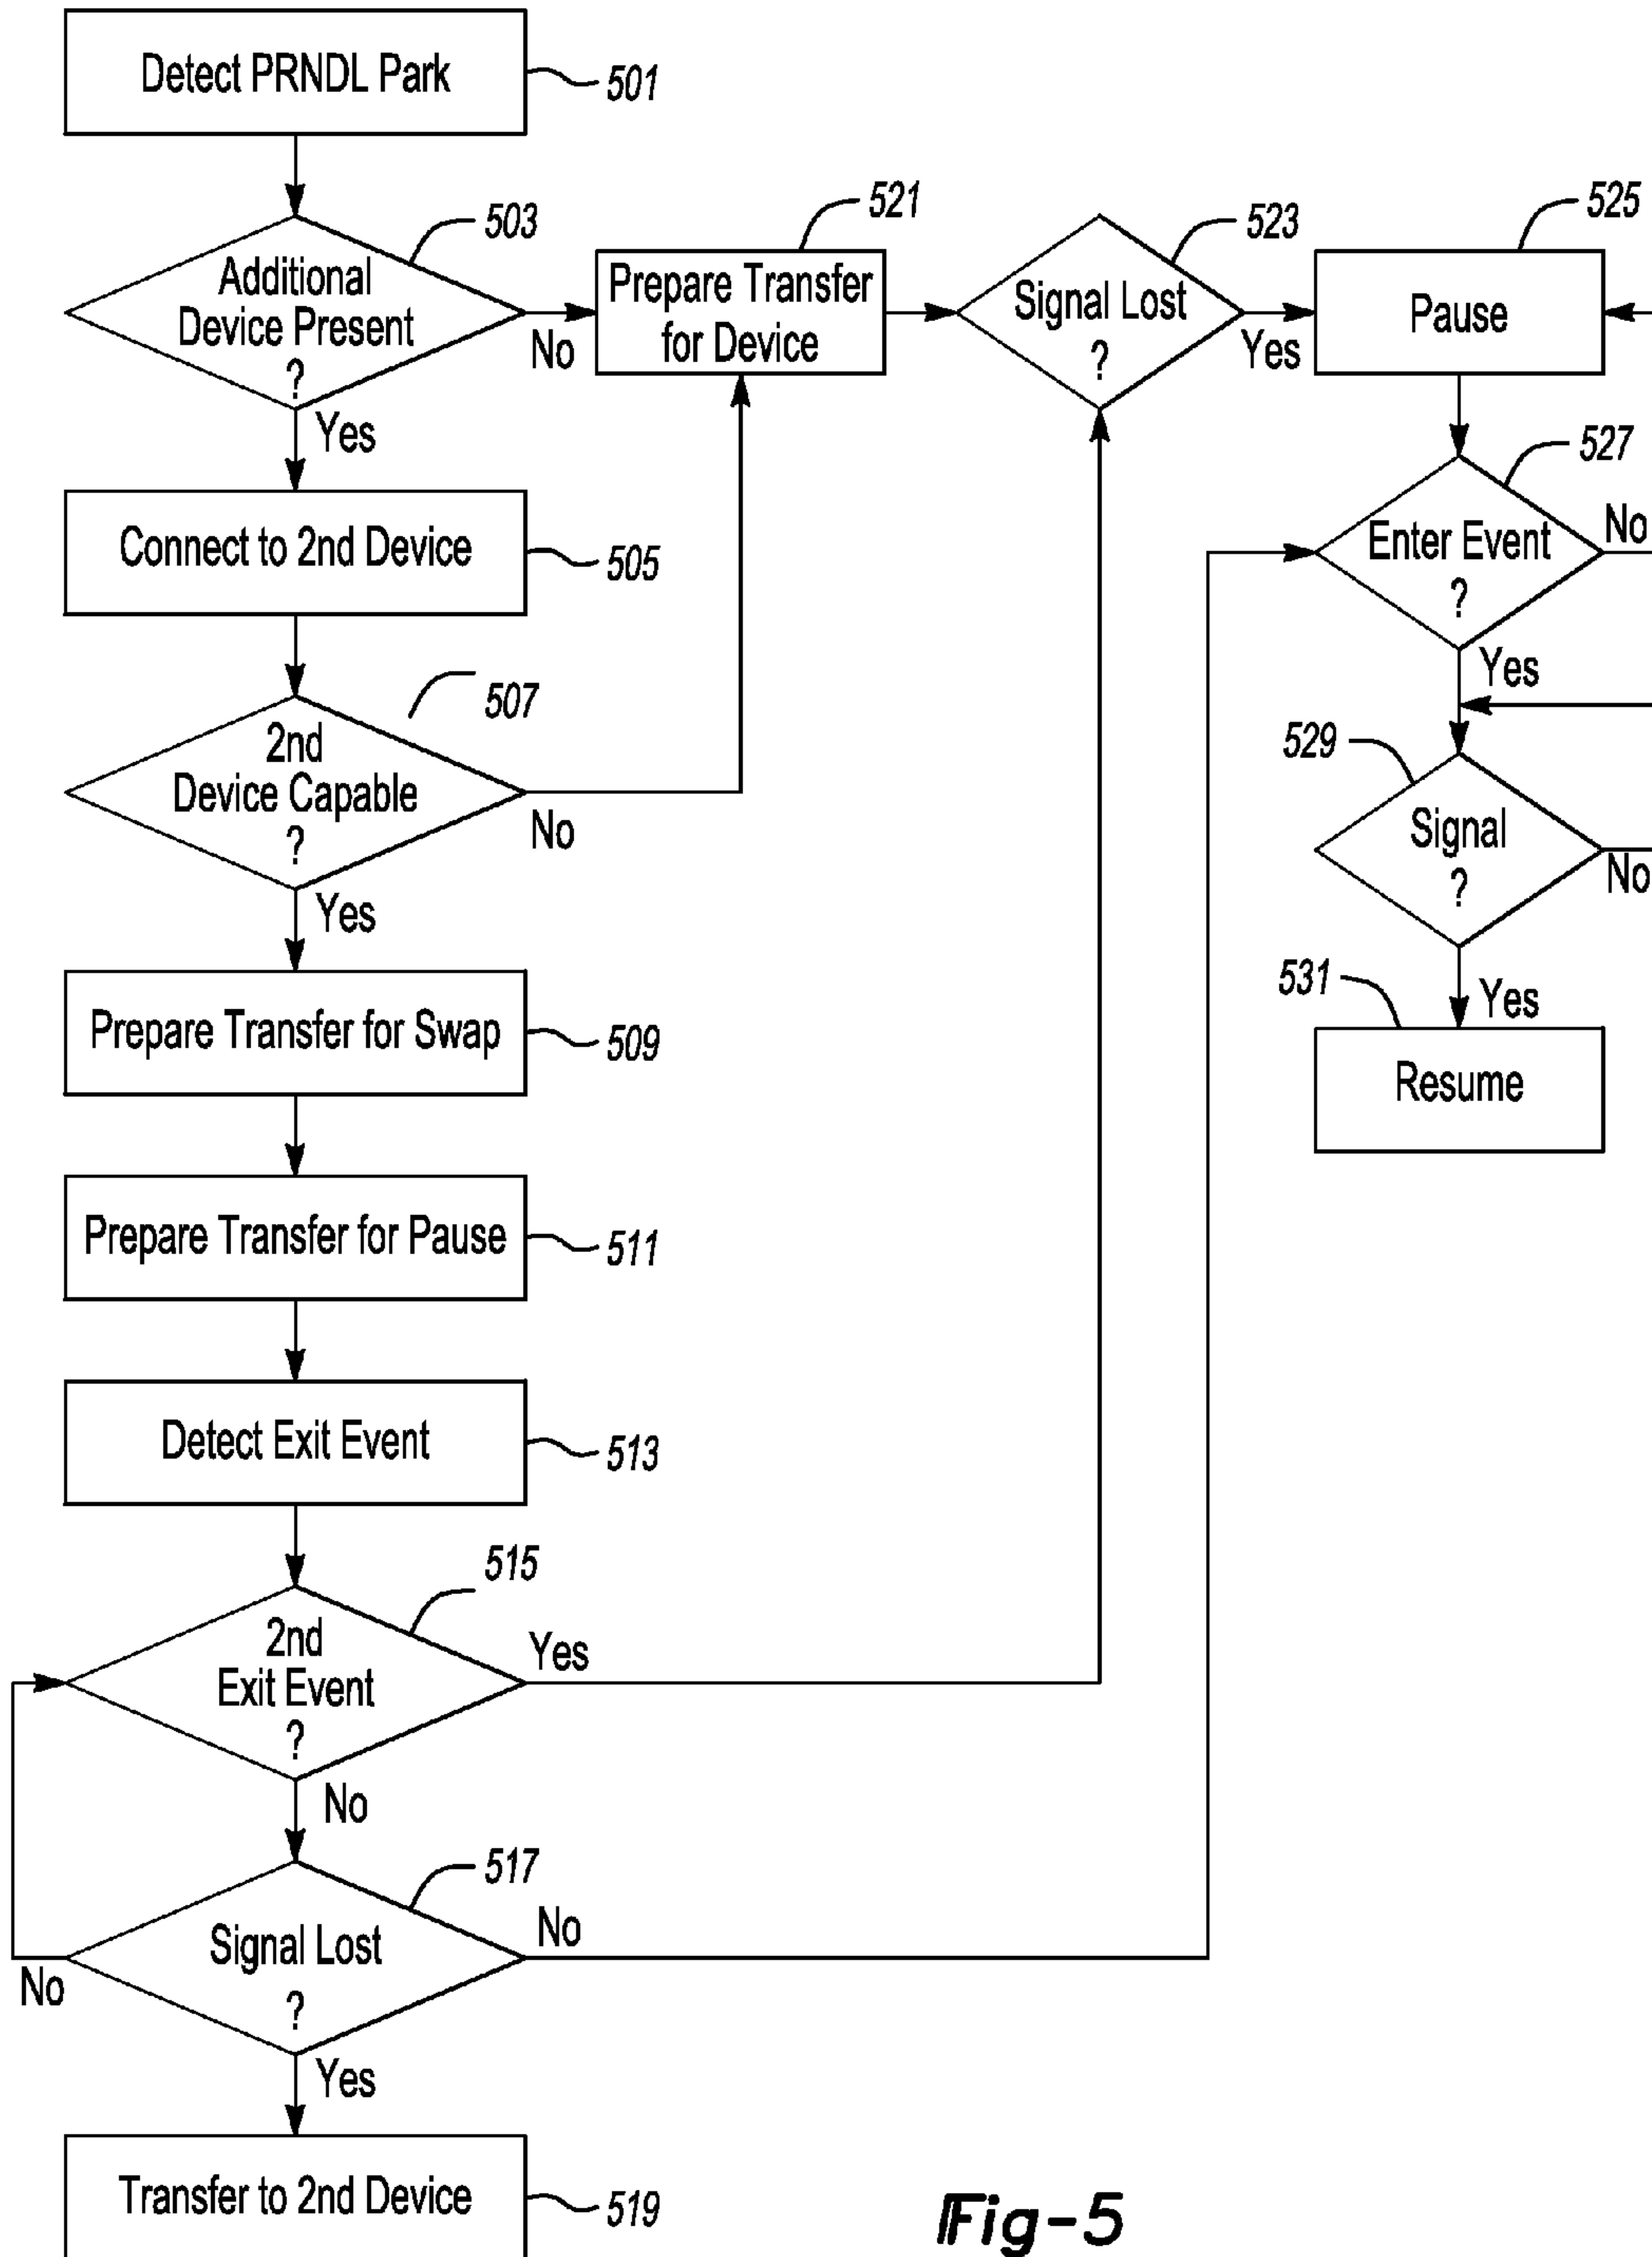 Detect PRNDL Park
501
Additional
Device Present
?
503
No
Yes
Prepare Transfer
for Device
521
Signal Lost
?
523
Yes
Pause
525
Connect to 2nd Device
505
Enter Event
?
527
No
Yes
2nd
Device Capable
?
507
No
Yes
Signal
?
529
No
Yes
Resume
531
Prepare Transfer for Swap
509
Prepare Transfer for Pause
511
Detect Exit Event
513
2nd
Exit Event
?
515
Yes
No
Signal Lost
?
517
No
No
Yes
Transfer to 2nd Device
519
Fig-5